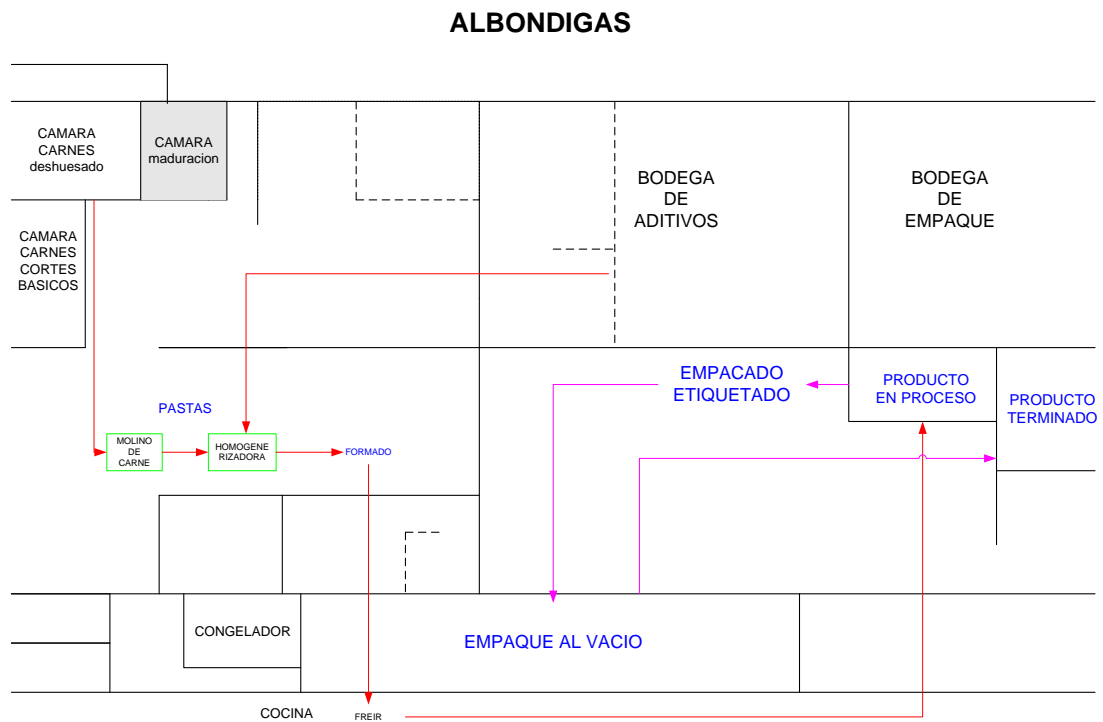 ALBONDIGAS
CAMARA
CARNES
deshuesado
CAMARA
maduracion
BODEGA
DE
ADITIVOS
BODEGA
DE
EMPAQUE
CAMARA
CARNES
CORTES
BASICOS
EMPACADO
ETIQUETADO
PRODUCTO
EN PROCESO
PRODUCTO
TERMINADO
PASTAS
MOLINO
DE
CARNE
HOMOGENE
RIZADORA
FORMADO
CONGELADOR
EMPAQUE AL VACIO
COCINA
FREIR